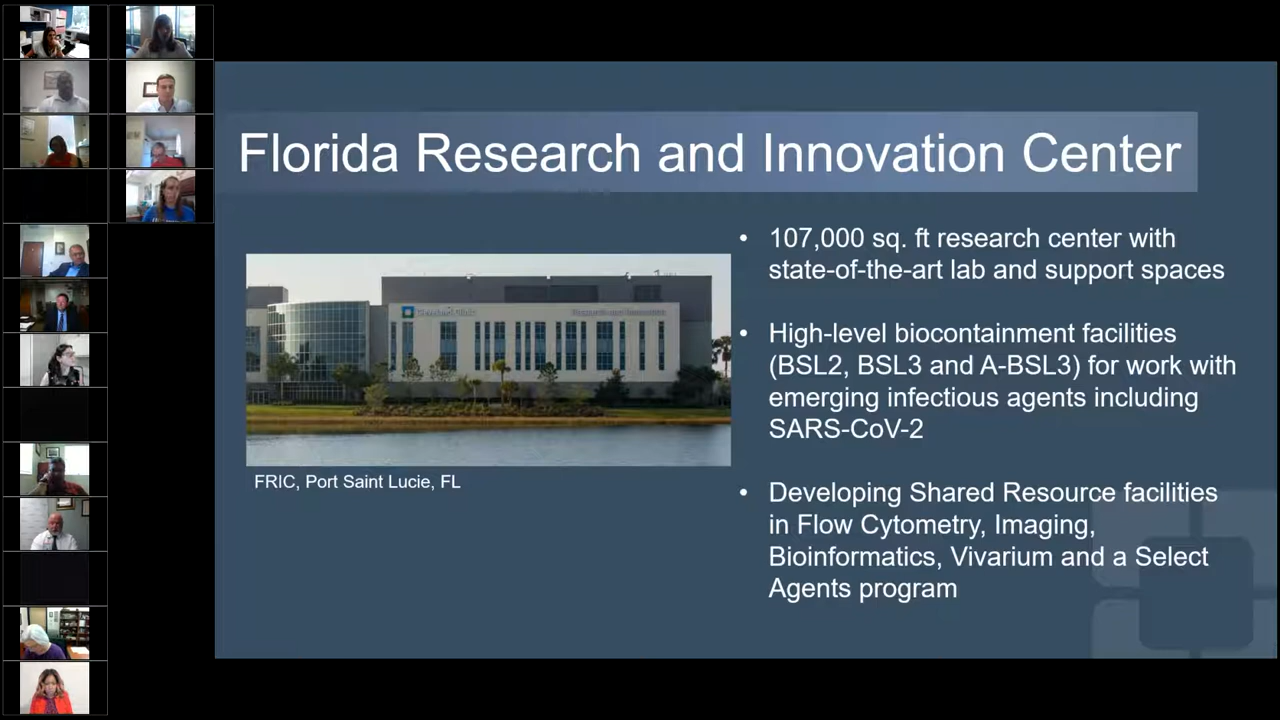 Florida Research and Innovation Center
• 107,000 sq. ft research center with
state-of-the-art lab and support spaces
• High-level biocontainment facilities
(BSL2, BSL3 and A-BSL3) for work with
emerging infectious agents including
SARS-CoV-2
• Developing Shared Resource facilities
in Flow Cytometry, Imaging,
Bioinformatics, Vivarium and a Select
Agents program
Cleveland Clinic
FRIC, Port Saint Lucie, FL